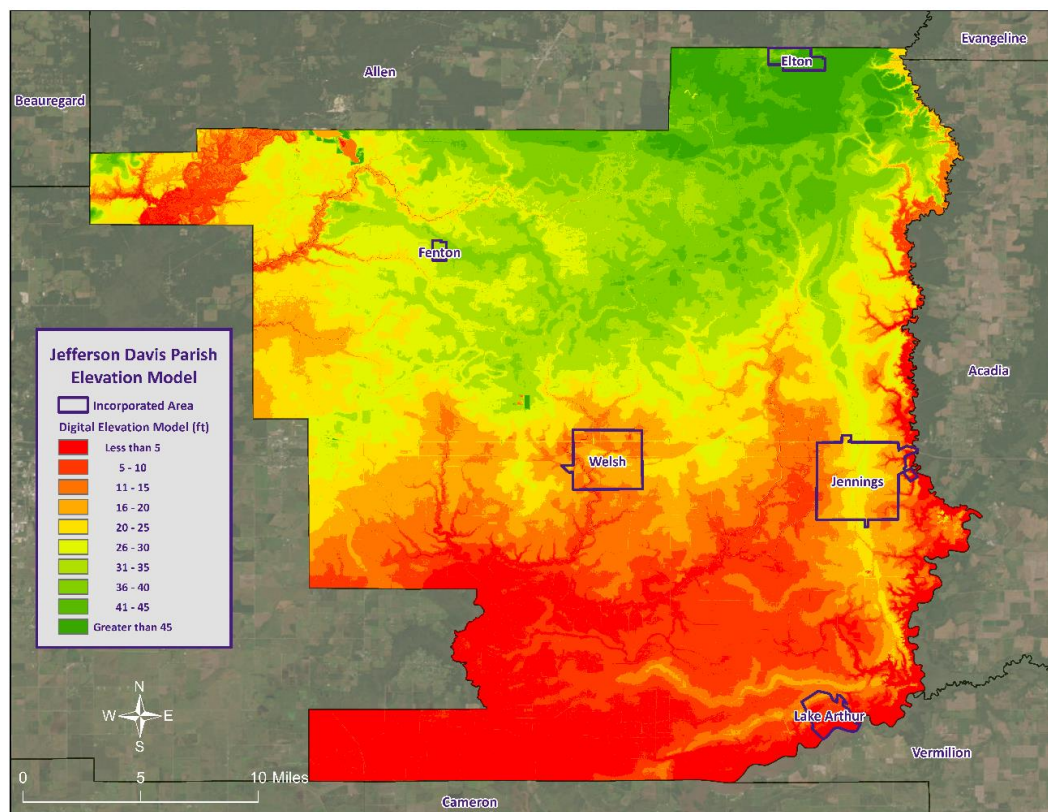 Evangeline
Elton
Allen
Beauregard
Fenton
Jefferson Davis Parish
Elevation Model
Incorporated Area
Digital Elevation Model (ft)
Less than 5
5 - 10
11 - 15
16 - 20
20 - 25
26 - 30
31 - 35
36 - 40
41 - 45
Greater than 45
Acadia
Welsh
Jennings
N
W
E
S
Lake Arthur
Vermilion
0
5
10 Miles
Cameron